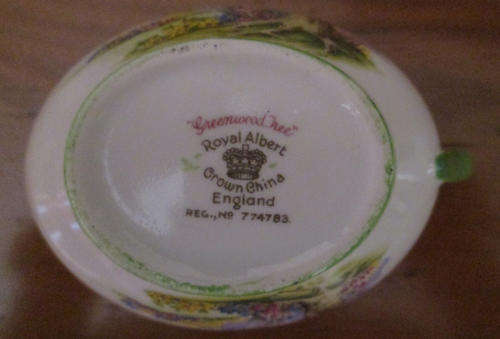 "Greenwood Tree"
Royal Albert
Crown China
England
REG., No 774783.